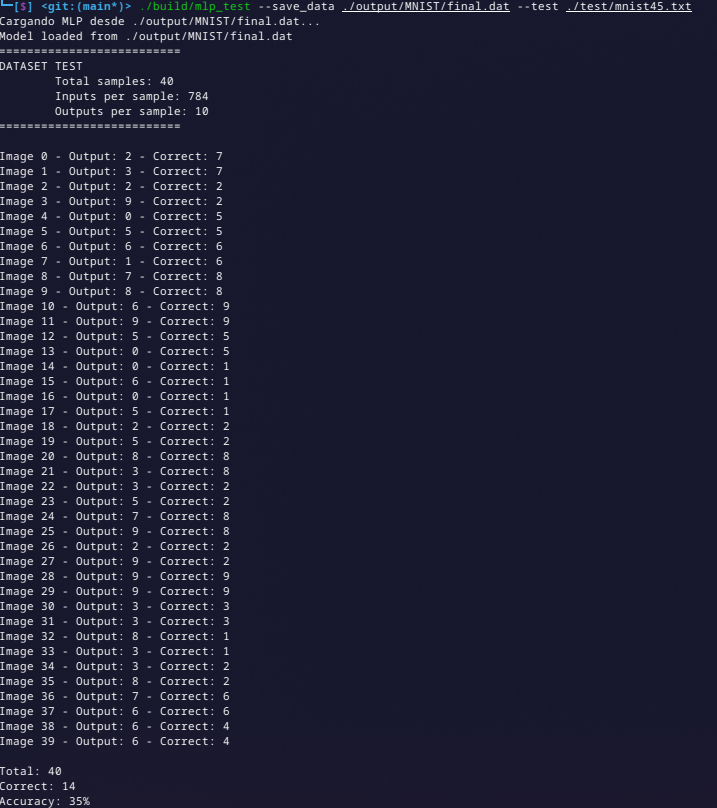 └─[$] <git:(main*)> ./build/mlp_test --save_data ./output/MNIST/final.dat --test ./test/mnist45.txt
Cargando MLP desde ./output/MNIST/final.dat...
Model loaded from ./output/MNIST/final.dat
==========================
DATASET TEST
Total samples: 40
Inputs per sample: 784
Outputs per sample: 10
==========================
Image 0 - Output: 2 - Correct: 7
Image 1 - Output: 3 - Correct: 7
Image 2 - Output: 2 - Correct: 2
Image 3 - Output: 9 - Correct: 2
Image 4 - Output: 0 - Correct: 5
Image 5 - Output: 5 - Correct: 5
Image 6 - Output: 6 - Correct: 6
Image 7 - Output: 1 - Correct: 6
Image 8 - Output: 7 - Correct: 8
Image 9 - Output: 8 - Correct: 8
Image 10 - Output: 6 - Correct: 9
Image 11 - Output: 9 - Correct: 9
Image 12 - Output: 5 - Correct: 5
Image 13 - Output: 0 - Correct: 5
Image 14 - Output: 0 - Correct: 1
Image 15 - Output: 6 - Correct: 1
Image 16 - Output: 0 - Correct: 1
Image 17 - Output: 5 - Correct: 1
Image 18 - Output: 2 - Correct: 2
Image 19 - Output: 5 - Correct: 2
Image 20 - Output: 8 - Correct: 8
Image 21 - Output: 3 - Correct: 8
Image 22 - Output: 3 - Correct: 2
Image 23 - Output: 5 - Correct: 2
Image 24 - Output: 7 - Correct: 8
Image 25 - Output: 9 - Correct: 8
Image 26 - Output: 2 - Correct: 2
Image 27 - Output: 9 - Correct: 2
Image 28 - Output: 9 - Correct: 9
Image 29 - Output: 9 - Correct: 9
Image 30 - Output: 3 - Correct: 3
Image 31 - Output: 3 - Correct: 3
Image 32 - Output: 8 - Correct: 1
Image 33 - Output: 3 - Correct: 1
Image 34 - Output: 3 - Correct: 2
Image 35 - Output: 8 - Correct: 2
Image 36 - Output: 7 - Correct: 6
Image 37 - Output: 6 - Correct: 6
Image 38 - Output: 6 - Correct: 4
Image 39 - Output: 6 - Correct: 4
Total: 40
Correct: 14
Accuracy: 35%